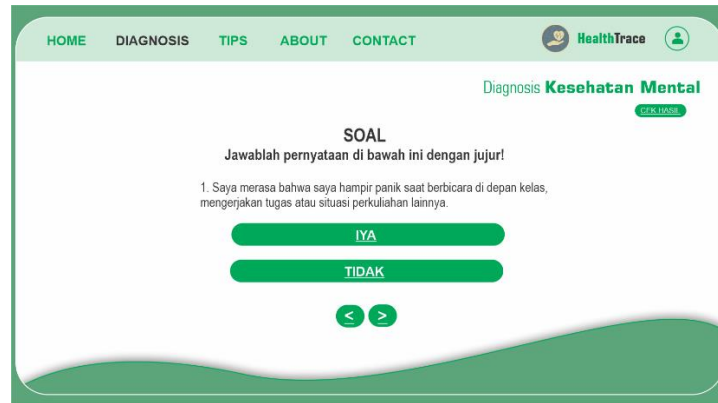 HOME DIAGNOSIS TIPS ABOUT CONTACT HealthTrace
Diagnosis Kesehatan Mental
CEK HASIL
SOAL
Jawablah pernyataan di bawah ini dengan jujur!
1. Saya merasa bahwa saya hampir panik saat berbicara di depan kelas,
mengerjakan tugas atau situasi perkuliahan lainnya.
IYA
TIDAK
< >